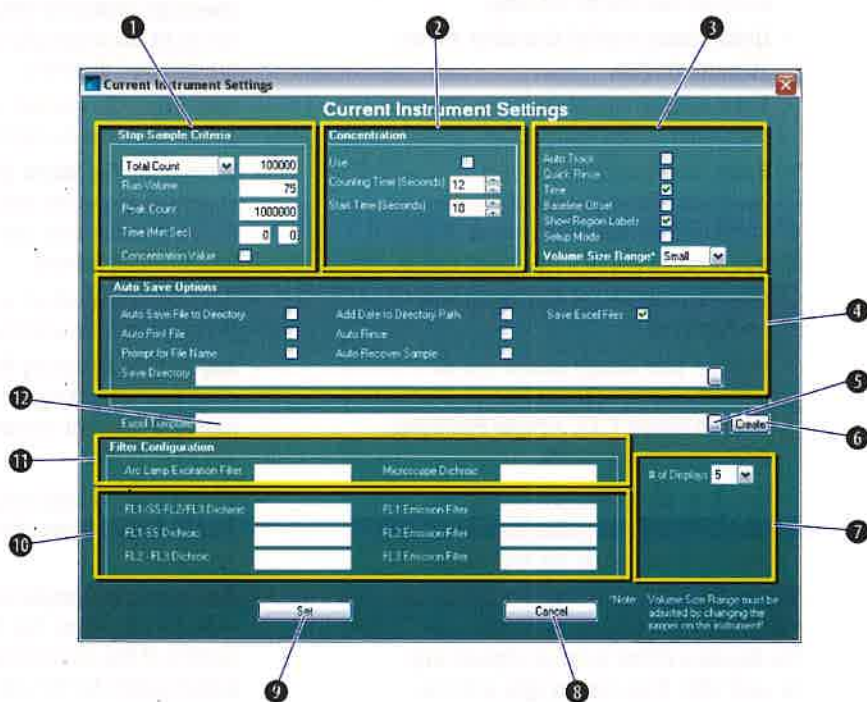 1 2 3
Current Instrument Settings
Current Instrument Settings
Stop Sample Criteria
Total Count 100000
Run Volume 75
Peak Count 1000000
Time (Min:Sec) 0 0
Concentration Value
Concentration
Use
Counting Time (Seconds) 12
Start Time (Seconds) 10
Auto Track
Quick Rinse
Time
Baseline Offset
Show Region Labels
Setup Mode
Volume Size Range* Small
Auto Save Options
Auto Save File to Directory Add Date to Directory Path Save Excel Files
Auto Print File Auto Rinse
Prompt for File Name Auto Recover Sample
Save Directory
4
12
Excel Template ... Create
5
6
11
Filter Configuration
Arc Lamp Excitation Filter Microscope Dichroic
# of Displays 5
10
FL1-SS-FL2/FL3 Dichroic FL1 Emission Filter
FL1-SS Dichroic FL2 Emission Filter
FL2 - FL3 Dichroic FL3 Emission Filter
7
Set Cancel
*Note: Volume Size Range must be
adjusted by changing the
jumper on the instrument!
9 8